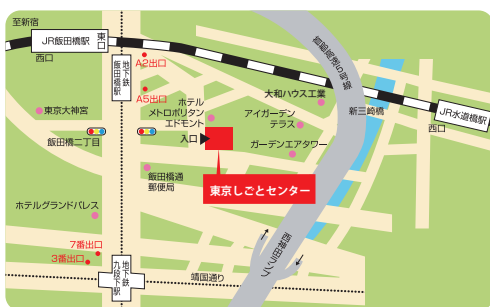 至新宿
JR飯田橋駅
東口
西口
A2出口
地下鉄
飯田橋駅
A5出口
首都高速5号線
大和ハウス工業
東京大神宮
ホテル
メトロポリタン
エドモント
アイガーデン
テラス
新三崎橋
JR水道橋駅
西口
飯田橋二丁目
入口
ガーデンエアタワー
飯田橋通
郵便局
東京しごとセンター
ホテルグランドパレス
西神田ランプ
7番出口
3番出口
地下鉄
九段下駅
靖国通り